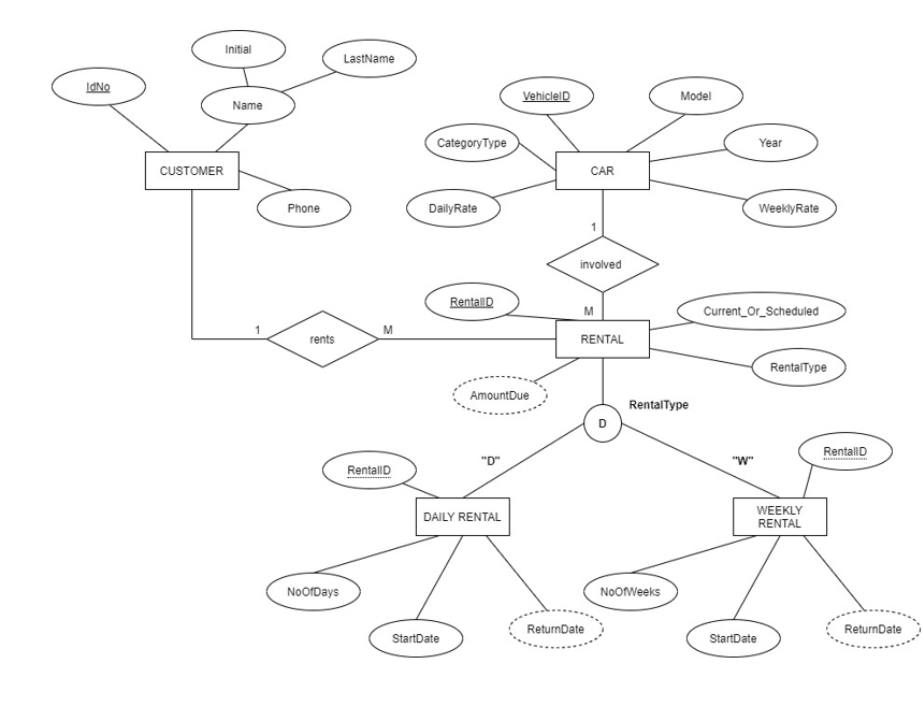 Initial
LastName
IdNo
Name
VehicleID
Model
CategoryType
Year
CUSTOMER
CAR
Phone
DailyRate
WeeklyRate
1
involved
RentalID
M
Current_Or_Scheduled
1
rents
M
RENTAL
RentalType
AmountDue
RentalType
D
"D"
"W"
RentalID
RentalID
DAILY RENTAL
WEEKLY
RENTAL
NoOfDays
NoOfWeeks
StartDate
ReturnDate
StartDate
ReturnDate